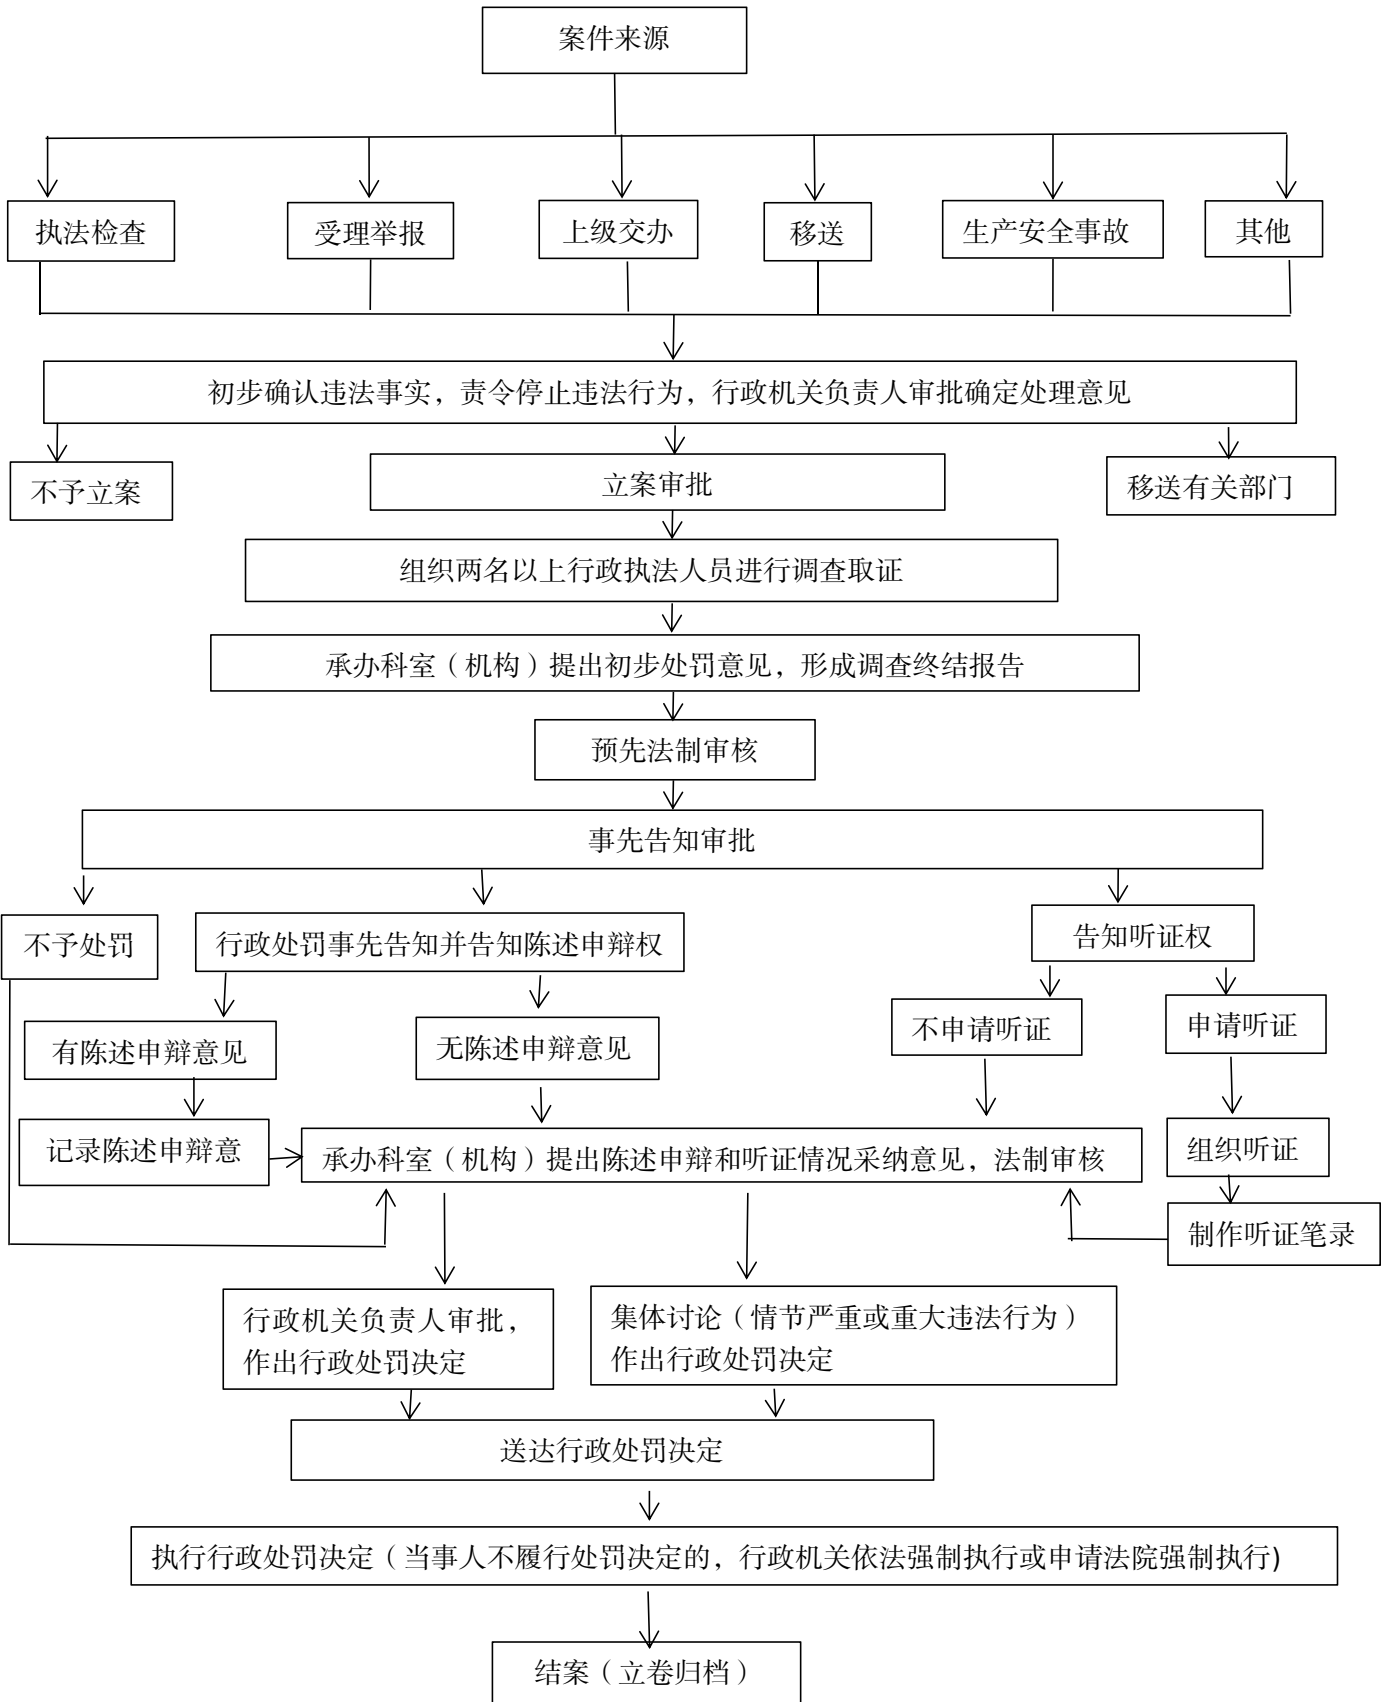 案件来源
执法检查
受理举报
上级交办
移送
生产安全事故
其他
初步确认违法事实，责令停止违法行为，行政机关负责人审批确定处理意见
不予立案
立案审批
移送有关部门
组织两名以上行政执法人员进行调查取证
承办科室（机构）提出初步处罚意见，形成调查终结报告
预先法制审核
事先告知审批
不予处罚
行政处罚事先告知并告知陈述申辩权
告知听证权
有陈述申辩意见
无陈述申辩意见
不申请听证
申请听证
记录陈述申辩意
承办科室（机构）提出陈述申辩和听证情况采纳意见，法制审核
组织听证
制作听证笔录
行政机关负责人审批，
作出行政处罚决定
集体讨论（情节严重或重大违法行为）
作出行政处罚决定
送达行政处罚决定
执行行政处罚决定（当事人不履行处罚决定的，行政机关依法强制执行或申请法院强制执行)
结案（立卷归档）